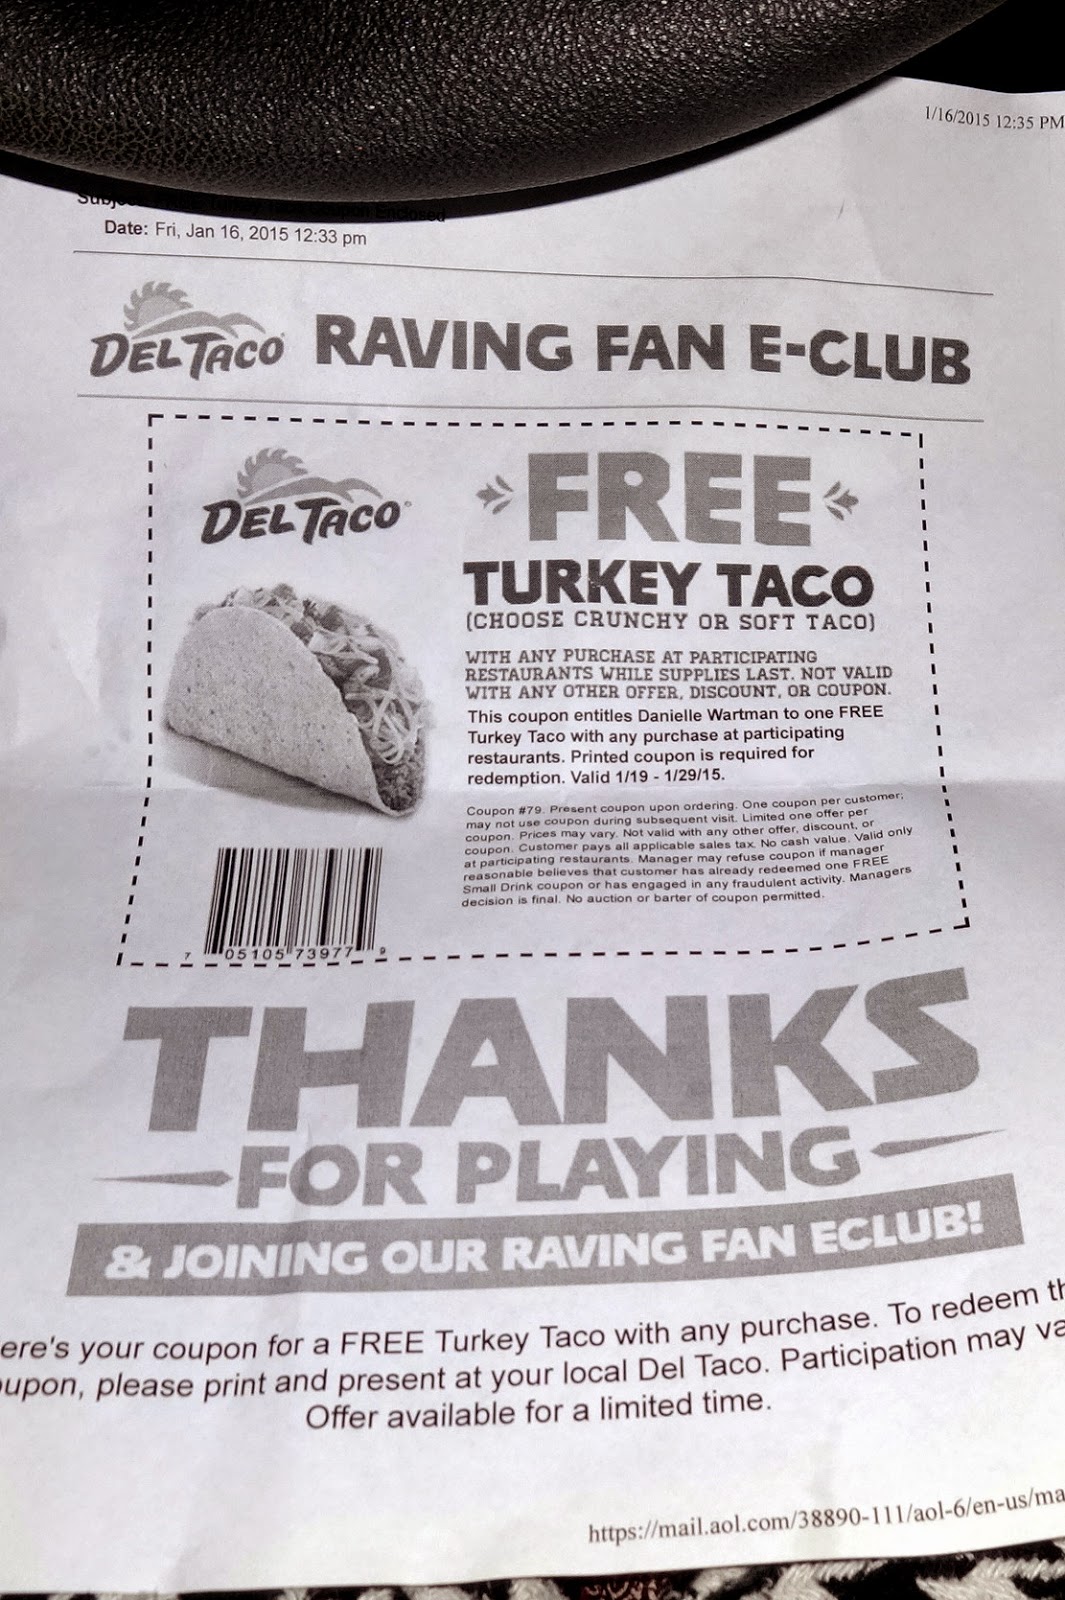 1/16/2015 12:35 PM
Enclosed
Date: Fri, Jan 16, 2015 12:33 pm
DEL TACO RAVING FAN E-CLUB
DEL TACO
FREE
TURKEY TACO
(CHOOSE CRUNCHY OR SOFT TACO)
WITH ANY PURCHASE AT PARTICIPATING
RESTAURANTS WHILE SUPPLIES LAST. NOT VALID
WITH ANY OTHER OFFER, DISCOUNT, OR COUPON.
This coupon entitles Danielle Wartman to one FREE
Turkey Taco with any purchase at participating
restaurants. Printed coupon is required for
redemption. Valid 1/19 - 1/29/15.
Coupon #79. Present coupon upon ordering. One coupon per customer;
may not use coupon during subsequent visit. Limited one offer per
coupon. Prices may vary. Not valid with any other offer, discount, or
coupon. Customer pays all applicable sales tax. No cash value. Valid only
at participating restaurants. Manager may refuse coupon if manager
reasonable believes that customer has already redeemed one FREE
Small Drink coupon or has engaged in any fraudulent activity. Managers
decision is final. No auction or barter of coupon permitted.
7 05105 73977 9
THANKS
FOR PLAYING
& JOINING OUR RAVING FAN ECLUB!
ere's your coupon for a FREE Turkey Taco with any purchase. To redeem th
oupon, please print and present at your local Del Taco. Participation may va
Offer available for a limited time.
https://mail.aol.com/38890-111/aol-6/en-us/ma